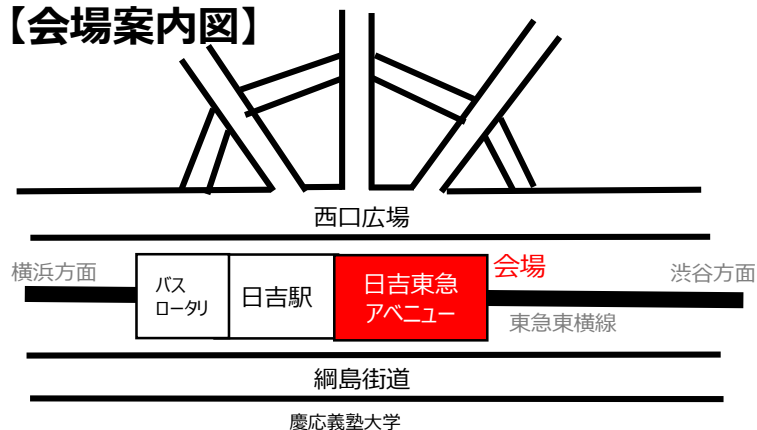 【会場案内図】
西口広場
横浜方面
バス
ロータリ
日吉駅
日吉東急
アベニュー
会場
渋谷方面
東急東横線
綱島街道
慶応義塾大学